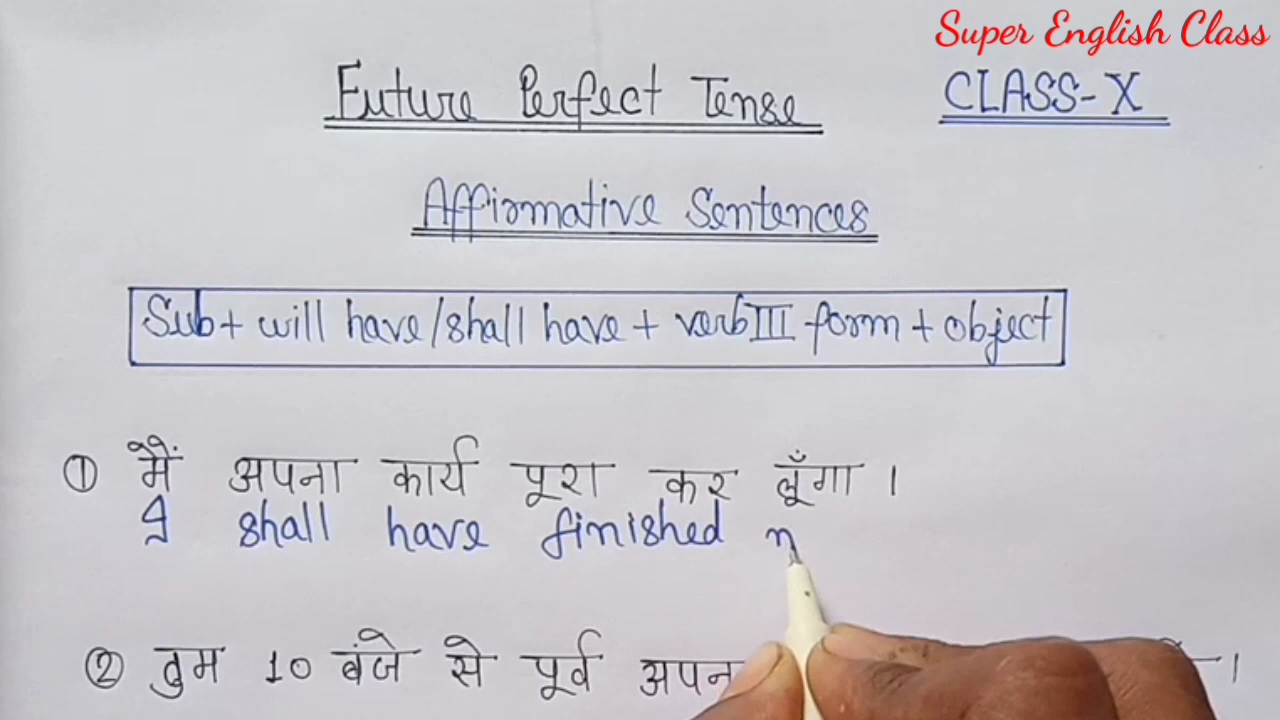 Super English Class
Future Perfect Tense
CLASS-X
Affirmative Sentences
Sub + will have/shall have + verb III form + object
① मैं अपना कार्य पूरा कर लूँगा ।
I shall have finished
② तुम 10 बजे से पूर्व